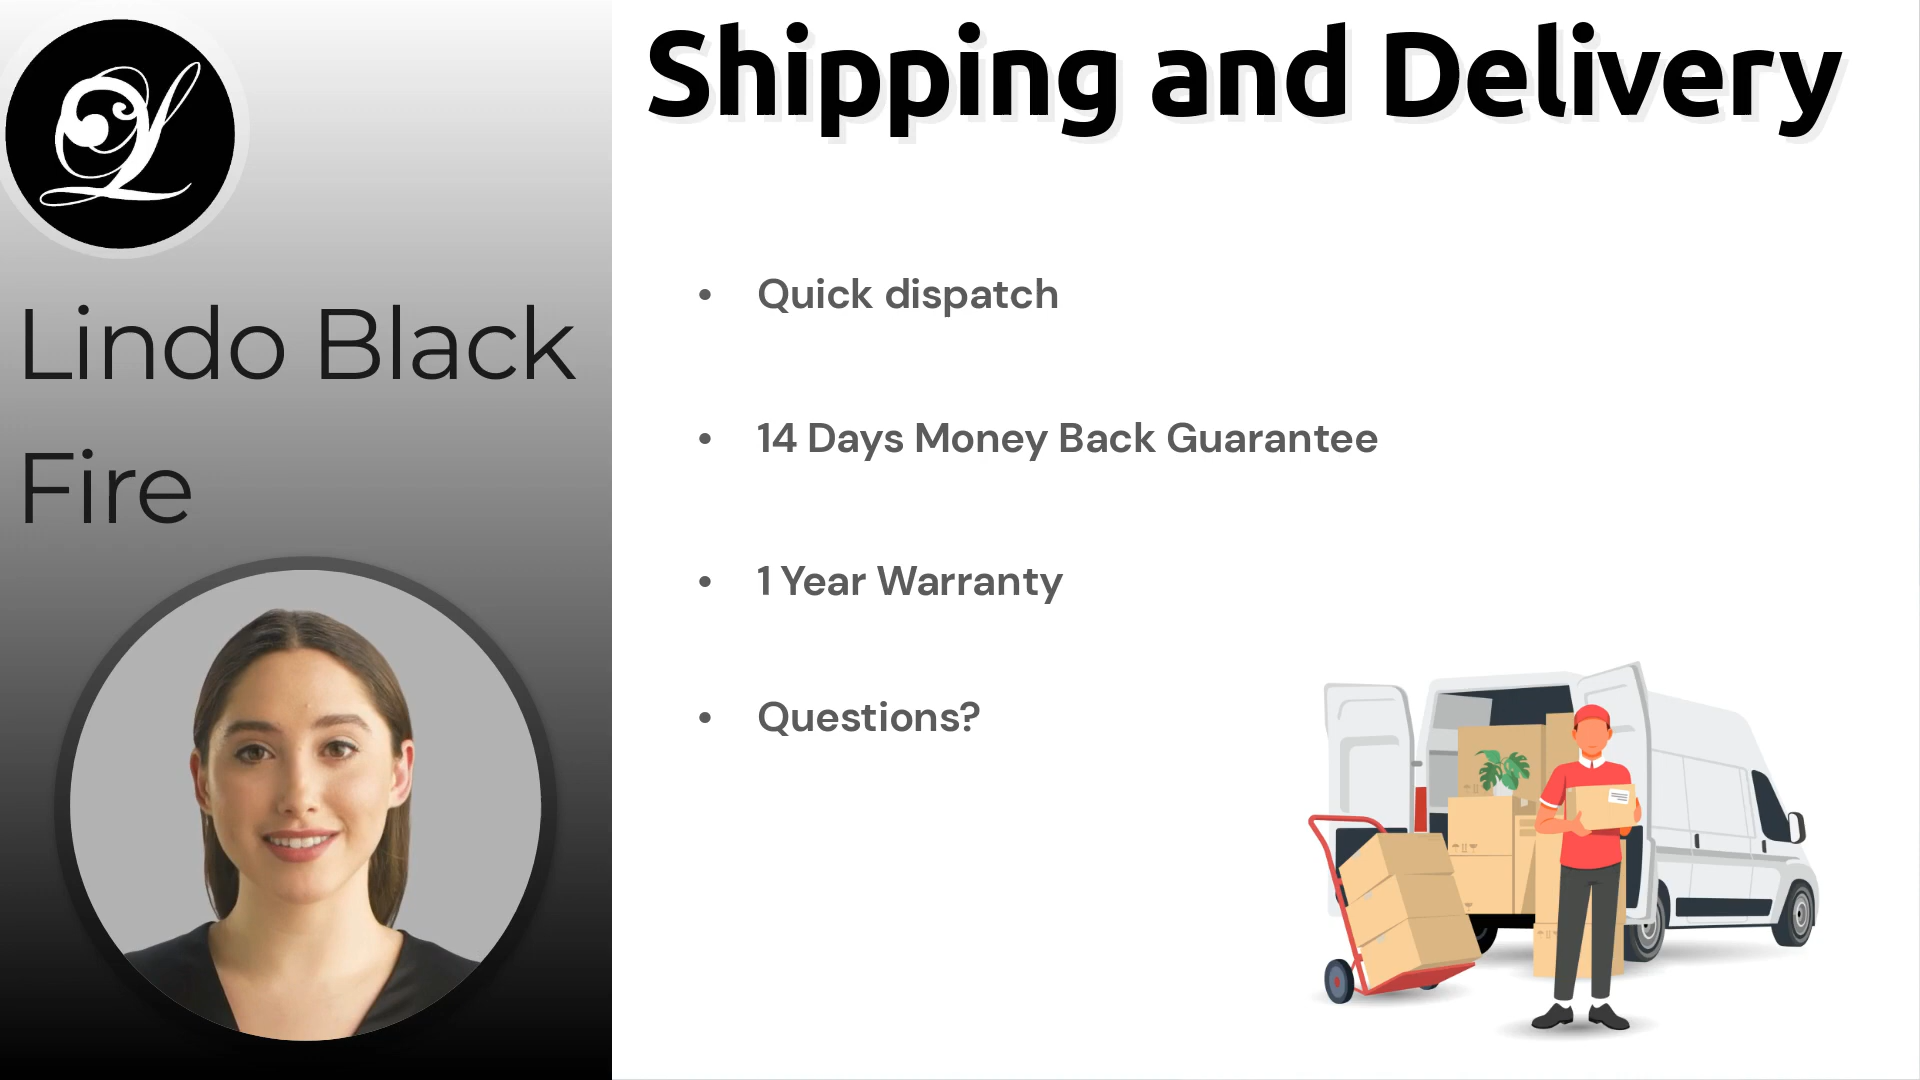 Lindo Black
Fire
Shipping and Delivery
• Quick dispatch
• 14 Days Money Back Guarantee
• 1 Year Warranty
• Questions?